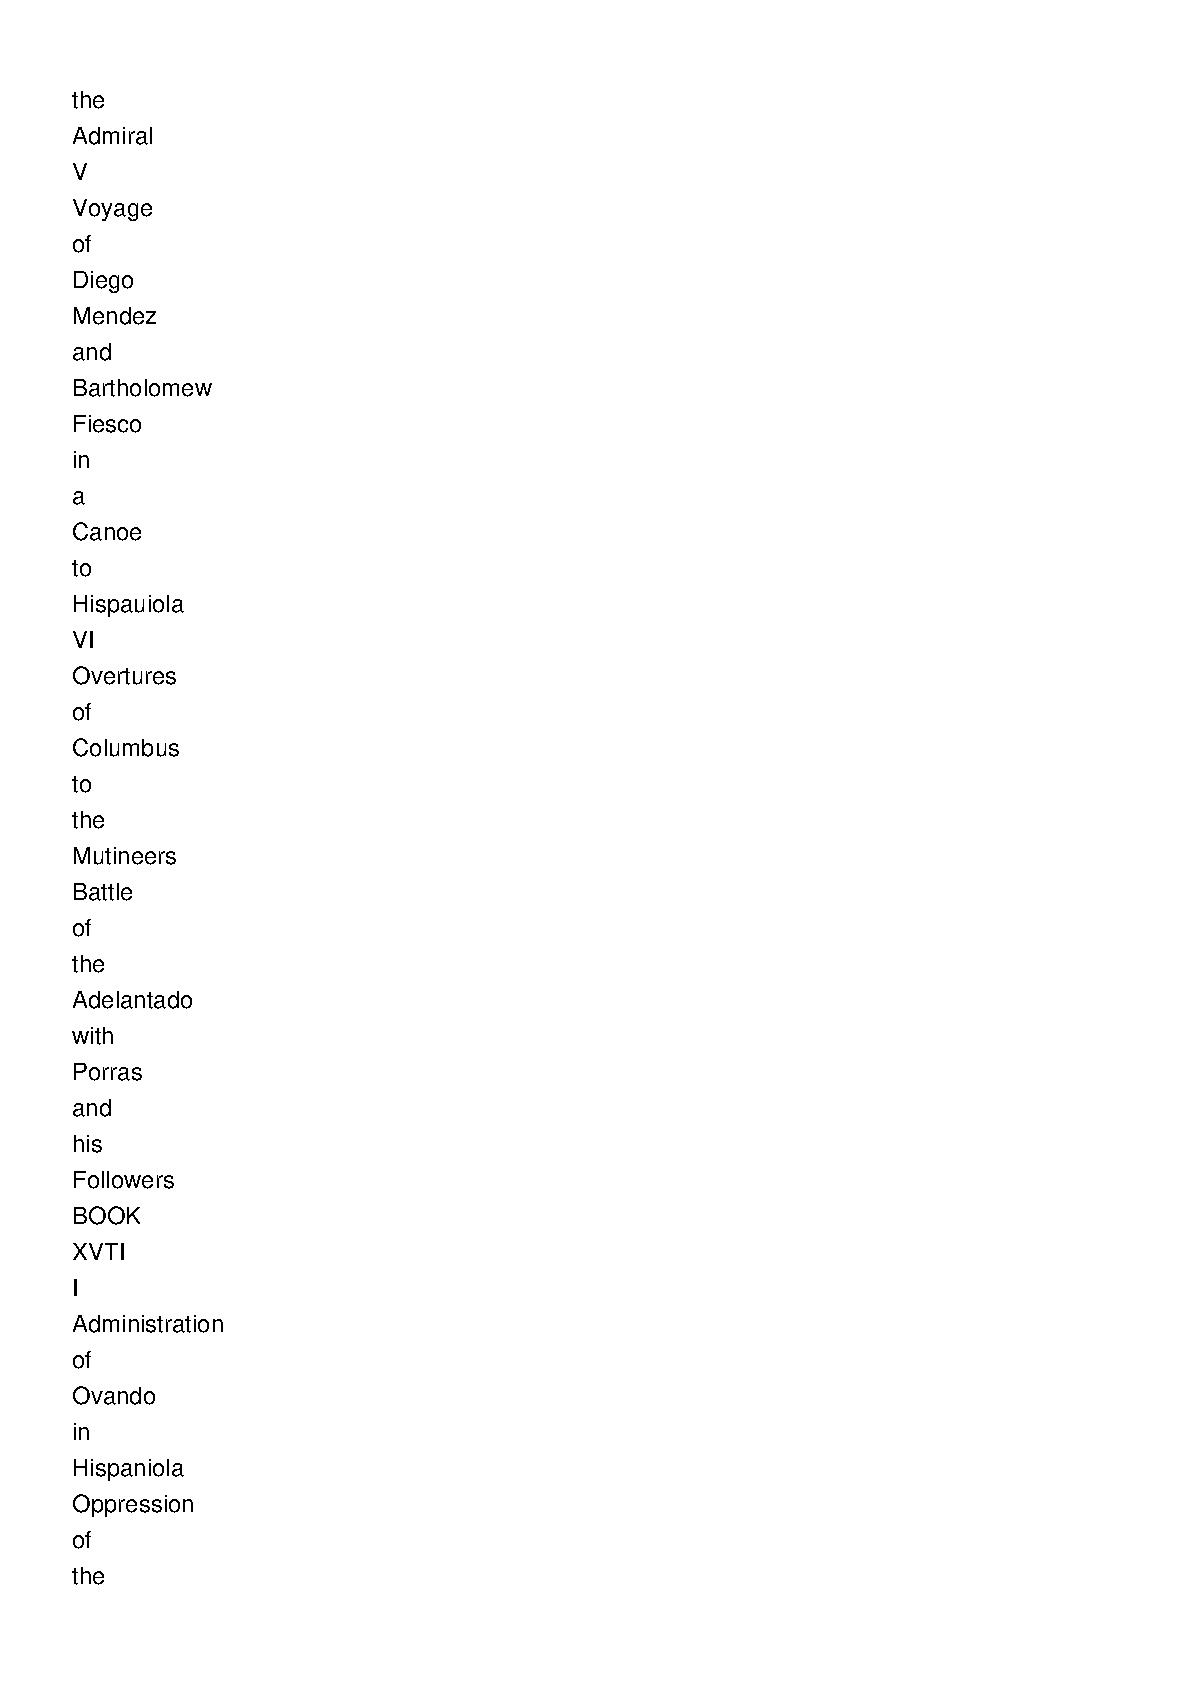 the
Admiral
V
Voyage
of
Diego
Mendez
and
Bartholomew
Fiesco
in
a
Canoe
to
Hispauiola
VI
Overtures
of
Columbus
to
the
Mutineers
Battle
of
the
Adelantado
with
Porras
and
his
Followers
BOOK
XVTI
I
Administration
of
Ovando
in
Hispaniola
Oppression
of
the